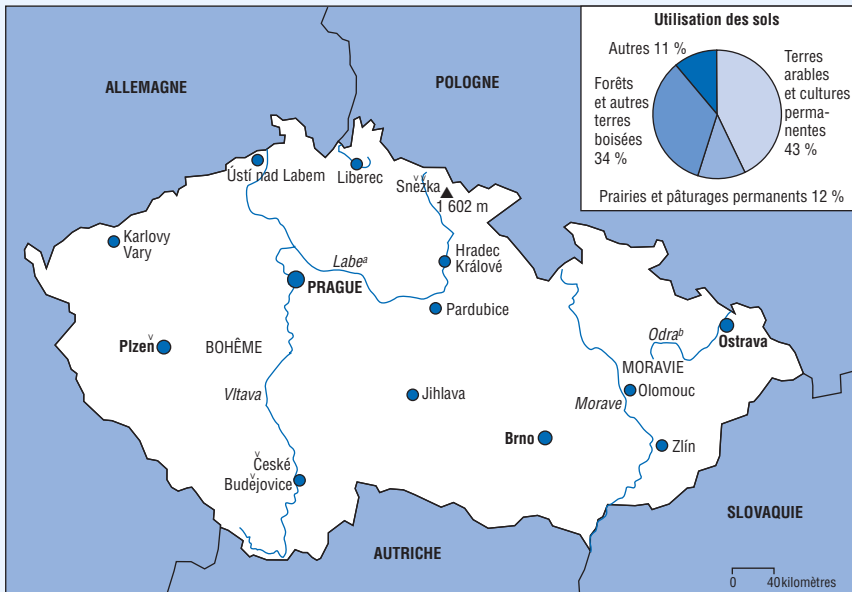 Utilisation des sols
Autres 11 %
Terres
arables
et cultures
perma-
nentes
43 %
Forêts
et autres
terres
boisées
34 %
Prairies et pâturages permanents 12 %
ALLEMAGNE
POLOGNE
Ústí nad Labem
Liberec
Sněžka
1 602 m
Karlovy
Vary
Labeᵃ
Hradec
Králové
PRAGUE
Pardubice
Plzeň
BOHÊME
Odraᵇ
Ostrava
MORAVIE
Vltava
Jihlava
Morave
Olomouc
Brno
Zlín
České
Budějovice
SLOVAQUIE
AUTRICHE
0 40 kilomètres